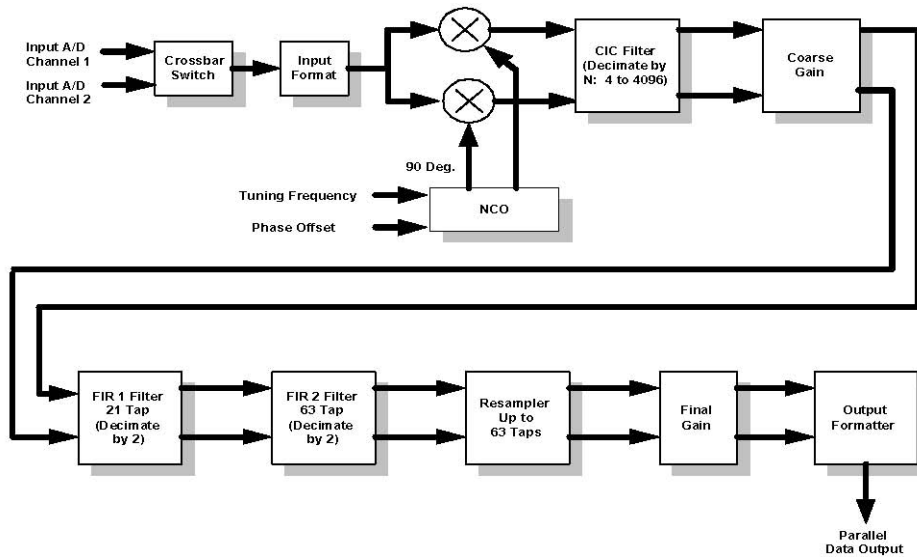 Input A/D
Channel 1
Input A/D
Channel 2
Crossbar
Switch
Input
Format
CIC Filter
(Decimate by
N: 4 to 4096)
Coarse
Gain
90 Deg.
Tuning Frequency
Phase Offset
NCO
FIR 1 Filter
21 Tap
(Decimate
by 2)
FIR 2 Filter
63 Tap
(Decimate
by 2)
Resampler
Up to
63 Taps
Final
Gain
Output
Formatter
Parallel
Data Output